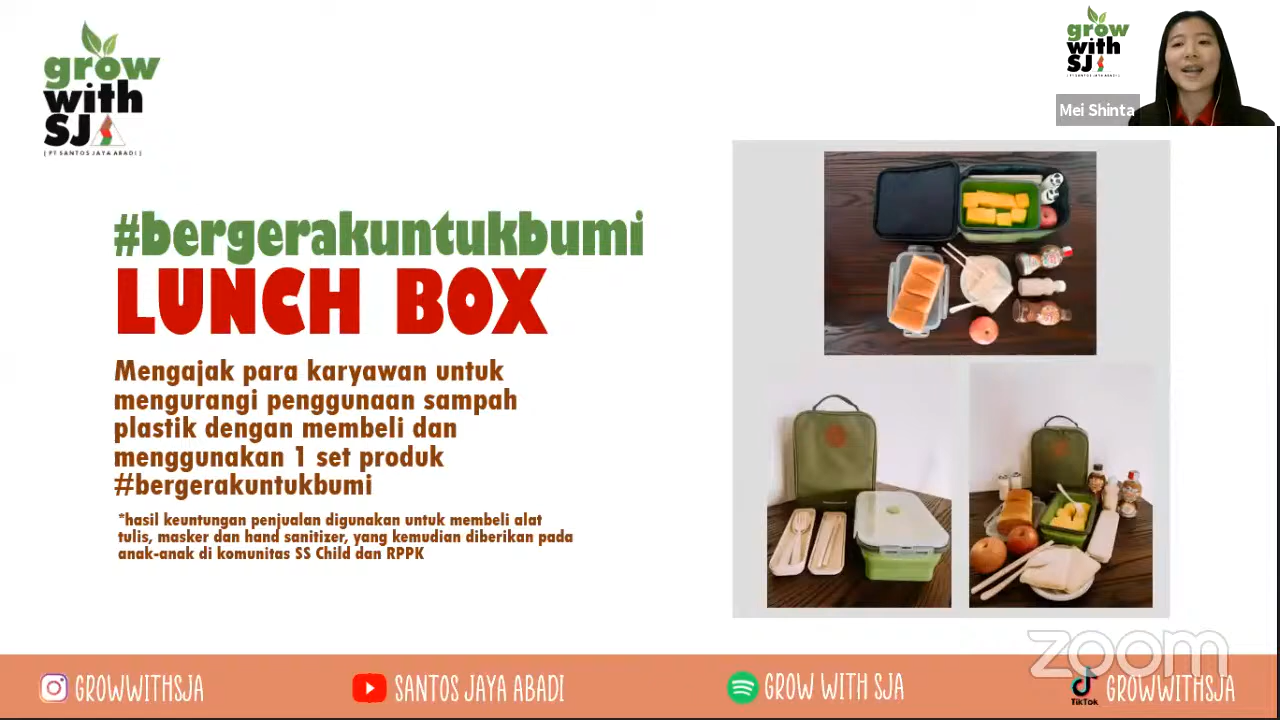 grow
with
SJA
( PT SANTOS JAYA ABADI )
grow
with
SJ
Mei Shinta
#bergerakuntukbumi
LUNCH BOX
Mengajak para karyawan untuk
mengurangi penggunaan sampah
plastik dengan membeli dan
menggunakan 1 set produk
#bergerakuntukbumi
*hasil keuntungan penjualan digunakan untuk membeli alat
tulis, masker dan hand sanitizer, yang kemudian diberikan pada
anak-anak di komunitas SS Child dan RPPK
zoom
GROWWITHSJA
SANTOS JAYA ABADI
GROW WITH SJA
TikTok
GROWWITHSJA